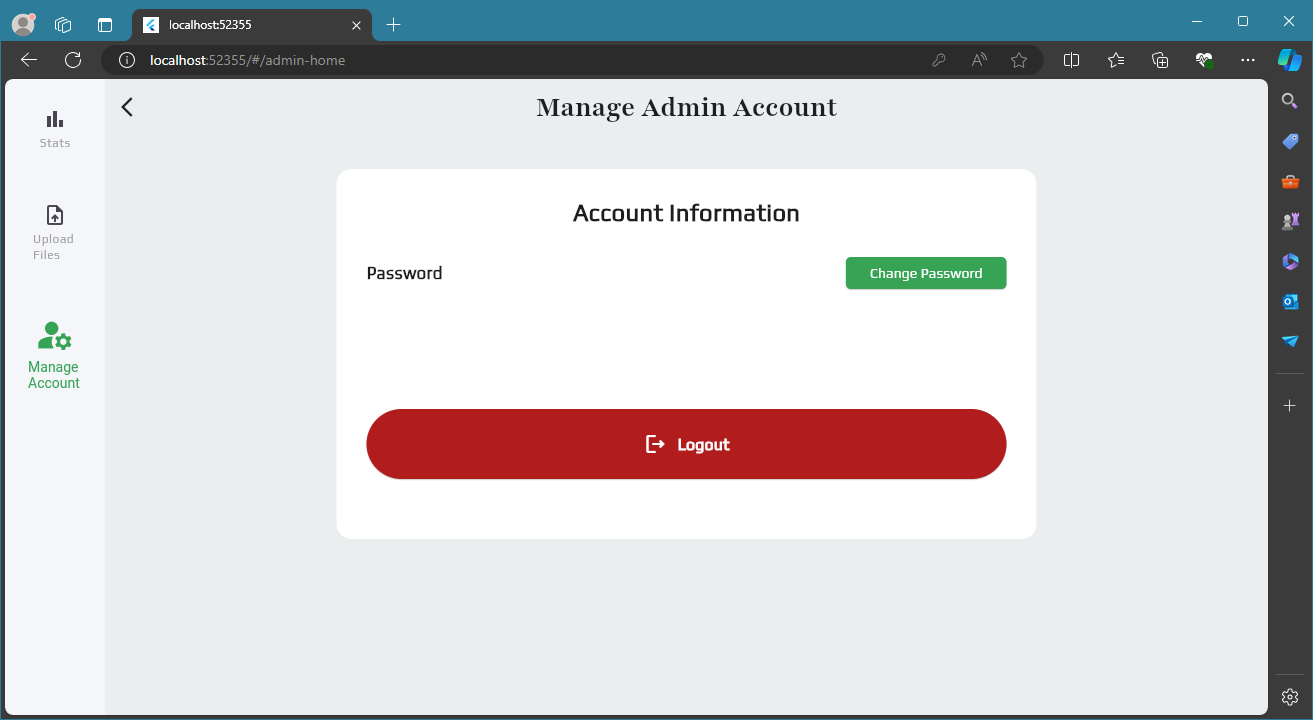 localhost:52355
localhost:52355/#/admin-home
Stats
Upload
Files
Manage
Account
Manage Admin Account
Account Information
Password
Change Password
Logout